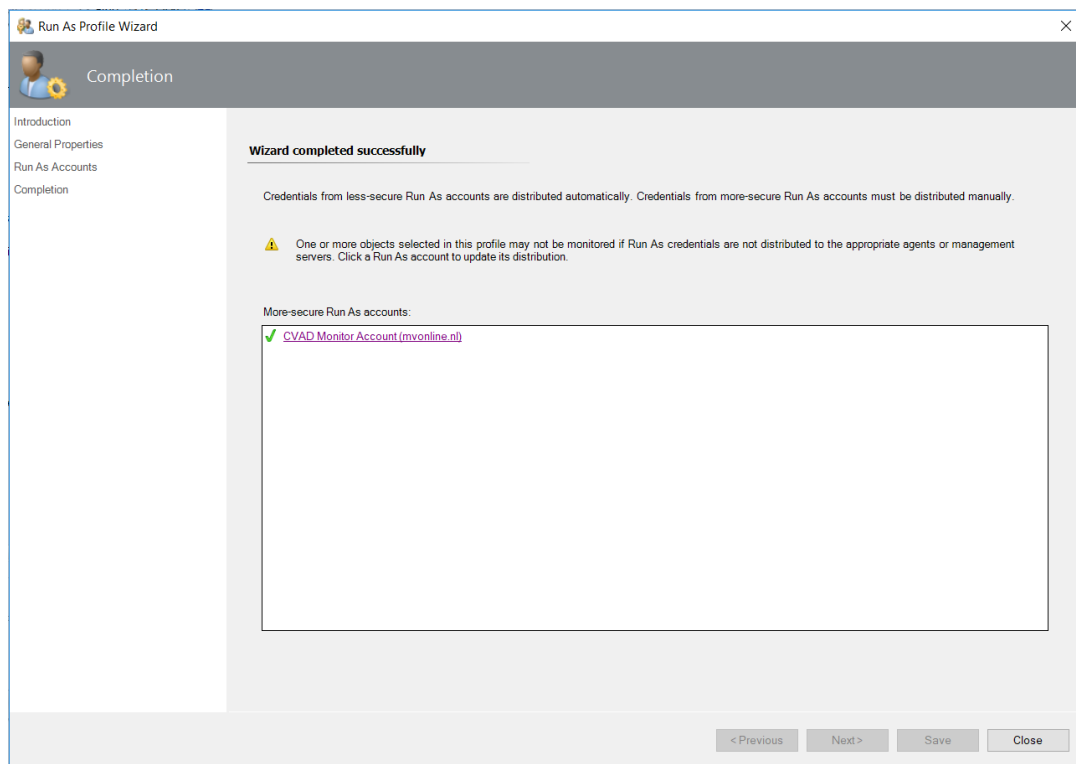 Run As Profile Wizard
Completion
Introduction
General Properties
Run As Accounts
Completion
Wizard completed successfully
Credentials from less-secure Run As accounts are distributed automatically. Credentials from more-secure Run As accounts must be distributed manually.
One or more objects selected in this profile may not be monitored if Run As credentials are not distributed to the appropriate agents or management
servers. Click a Run As account to update its distribution.
More-secure Run As accounts:
CVAD Monitor Account (mvonline.nl)
< Previous
Next >
Save
Close